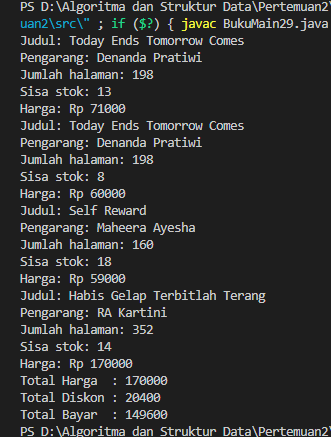 PS D:\Algoritma dan Struktur Data\Pertemuan2
uan2\src\" ; if ($?) { javac BukuMain29.java
Judul: Today Ends Tomorrow Comes
Pengarang: Denanda Pratiwi
Jumlah halaman: 198
Sisa stok: 13
Harga: Rp 71000
Judul: Today Ends Tomorrow Comes
Pengarang: Denanda Pratiwi
Jumlah halaman: 198
Sisa stok: 8
Harga: Rp 60000
Judul: Self Reward
Pengarang: Maheera Ayesha
Jumlah halaman: 160
Sisa stok: 18
Harga: Rp 59000
Judul: Habis Gelap Terbitlah Terang
Pengarang: RA Kartini
Jumlah halaman: 352
Sisa stok: 14
Harga: Rp 170000
Total Harga  : 170000
Total Diskon : 20400
Total Bayar  : 149600
PS D:\Algoritma dan Struktur Data\Pertemuan2